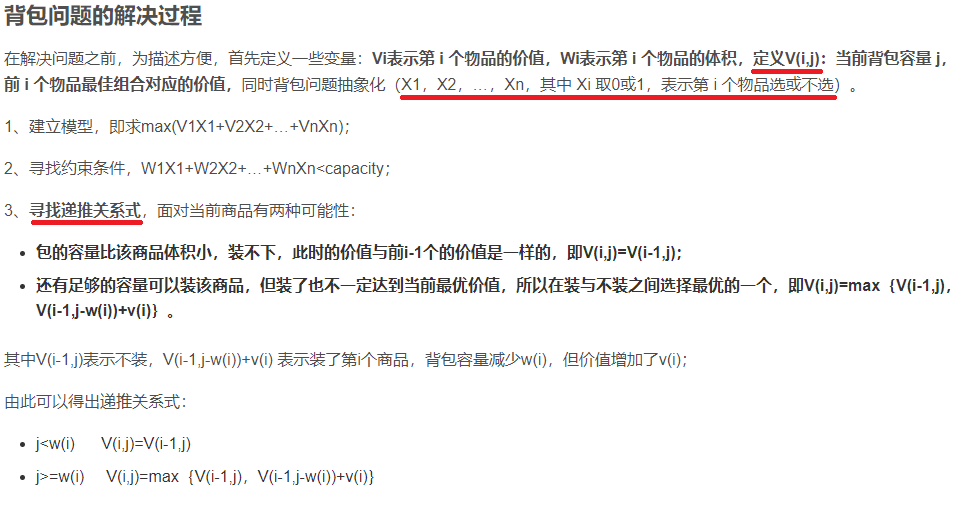 背包问题的解决过程
在解决问题之前，为描述方便，首先定义一些变量：Vi表示第 i 个物品的价值，Wi表示第 i 个物品的体积，定义V(i,j)：当前背包容量 j，
前 i 个物品最佳组合对应的价值，同时背包问题抽象化（X1，X2，…，Xn，其中 Xi 取0或1，表示第 i 个物品选或不选）。
1、建立模型，即求max(V1X1+V2X2+…+VnXn)；
2、寻找约束条件，W1X1+W2X2+…+WnXn<capacity；
3、寻找递推关系式，面对当前商品有两种可能性：
• 包的容量比该商品体积小，装不下，此时的价值与前i-1个的价值是一样的，即V(i,j)=V(i-1,j)；
• 还有足够的容量可以装该商品，但装了也不一定达到当前最优价值，所以在装与不装之间选择最优的一个，即V(i,j)=max｛V(i-1,j)，
V(i-1,j-w(i))+v(i)｝。
其中V(i-1,j)表示不装，V(i-1,j-w(i))+v(i) 表示装了第i个商品，背包容量减少w(i)，但价值增加了v(i)；
由此可以得出递推关系式：
• j<w(i) V(i,j)=V(i-1,j)
• j>=w(i) V(i,j)=max｛V(i-1,j)，V(i-1,j-w(i))+v(i)｝